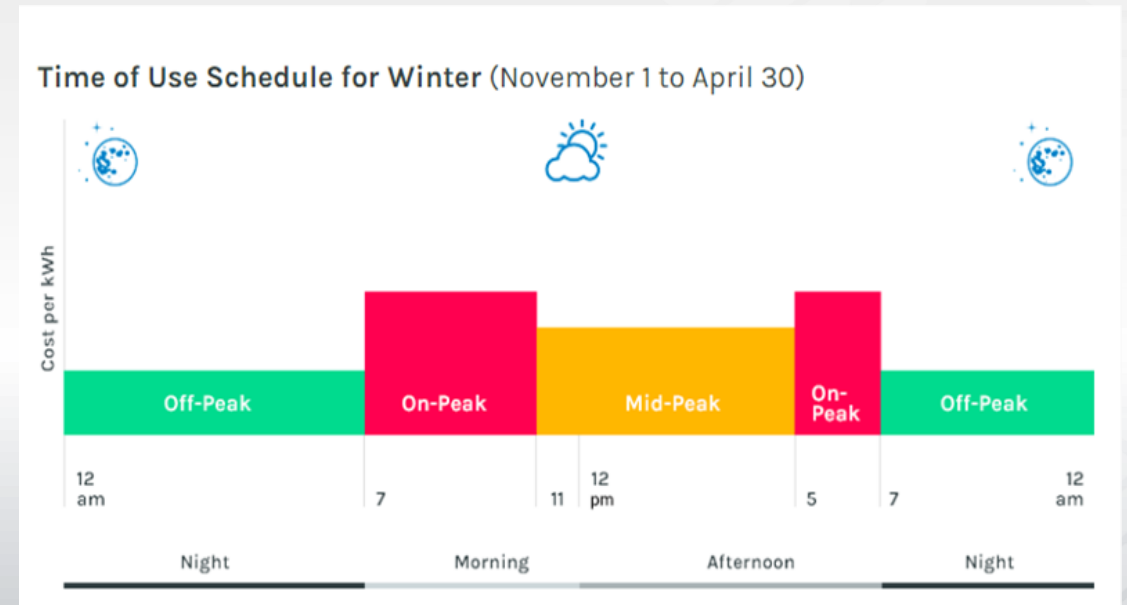 Time of Use Schedule for Winter (November 1 to April 30)
Cost per kWh
Off-Peak
On-Peak
Mid-Peak
On-
Peak
Off-Peak
12
am
7
11
12
pm
5
7
12
am
Night
Morning
Afternoon
Night